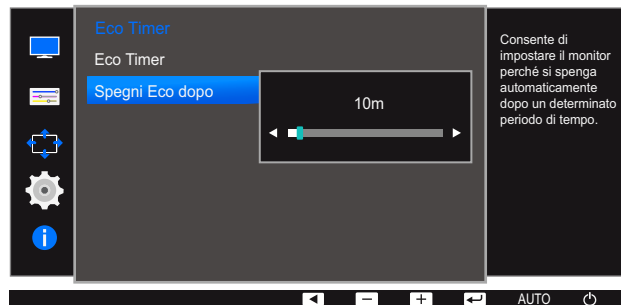 Eco Timer
Eco Timer
Spegni Eco dopo
10m
Consente di
impostare il monitor
perché si spenga
automaticamente
dopo un determinato
periodo di tempo.
AUTO